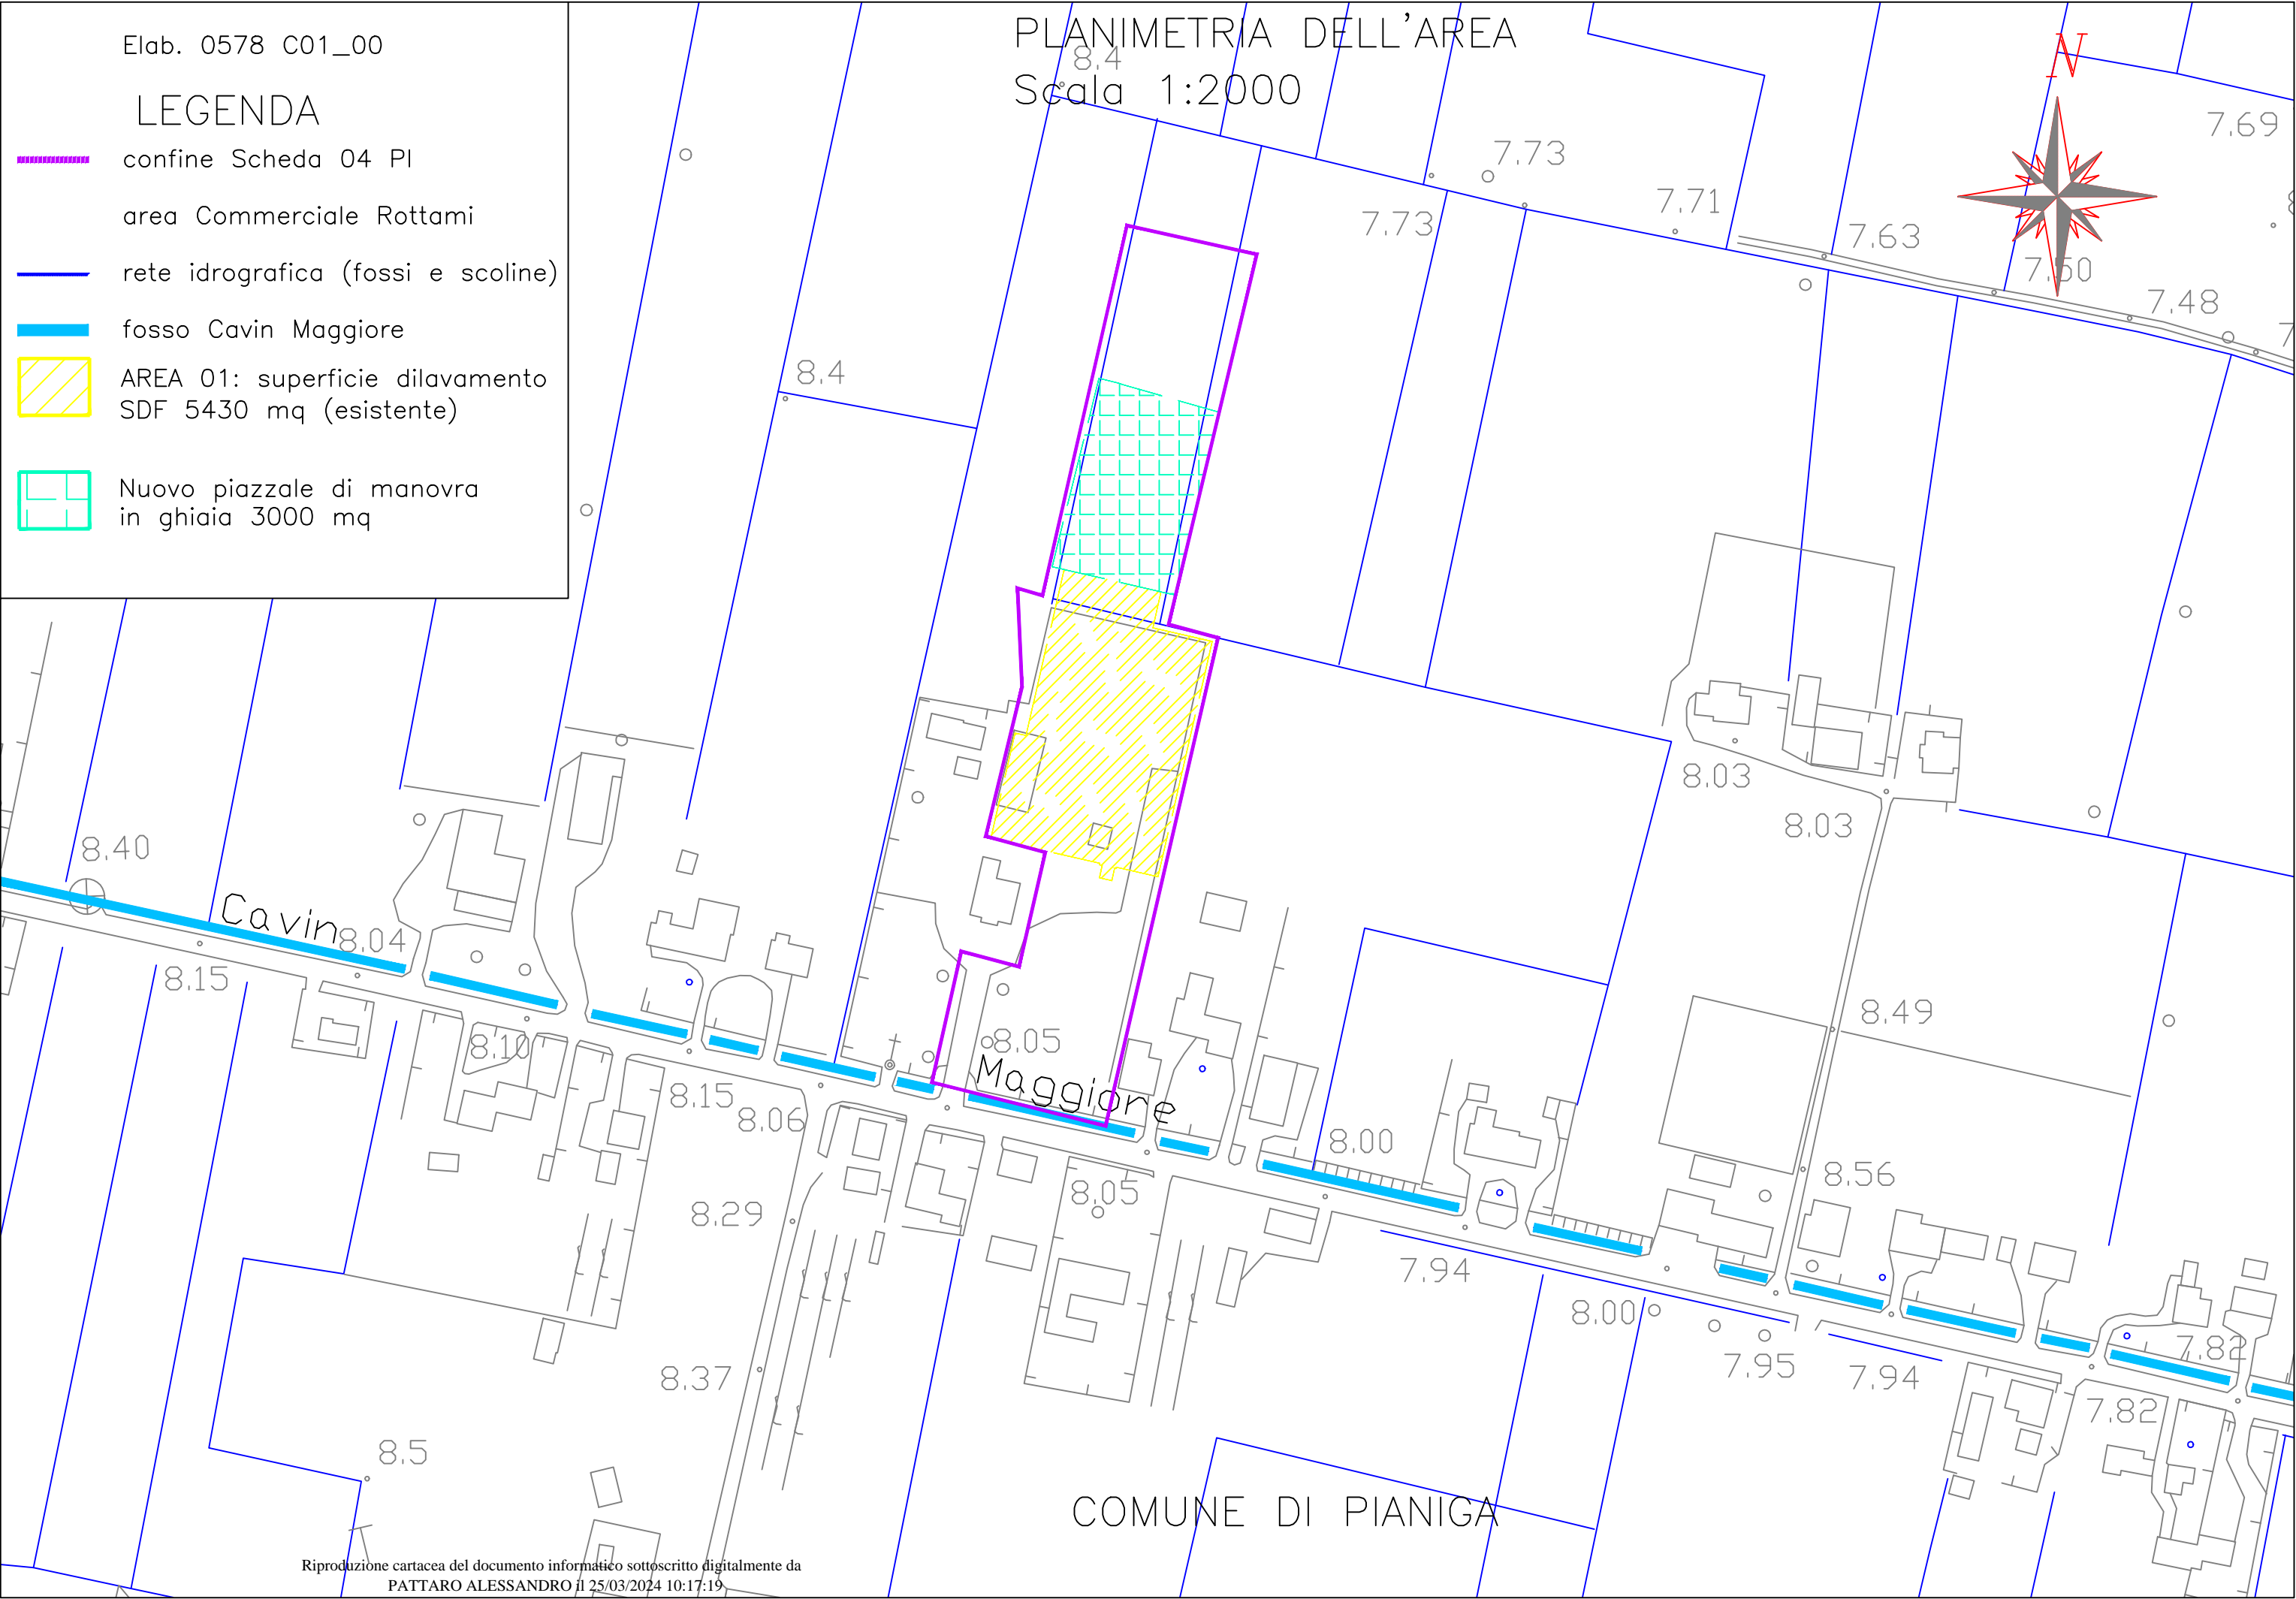 Elab. 0578 C01_00
LEGENDA
confine Scheda 04 PI
area Commerciale Rottami
rete idrografica (fossi e scoline)
fosso Cavin Maggiore
AREA 01: superficie dilavamento
SDF 5430 mq (esistente)
Nuovo piazzale di manovra
in ghiaia 3000 mq
PLANIMETRIA DELL'AREA
8.4
Scala 1:2000
N
7.69
7.73
7.71
7.73
7.63
7.50
7.48
8.4
8.03
8.03
8.40
Cavin
8.04
8.15
8.49
8.10
8.05
Maggiore
8.15
8.06
8.00
8.56
8.05
8.29
7.94
8.00
7.82
7.95
7.94
8.37
7.82
8.5
COMUNE DI PIANIGA
Riproduzione cartacea del documento informatico sottoscritto digitalmente da
PATTARO ALESSANDRO il 25/03/2024 10:17:19